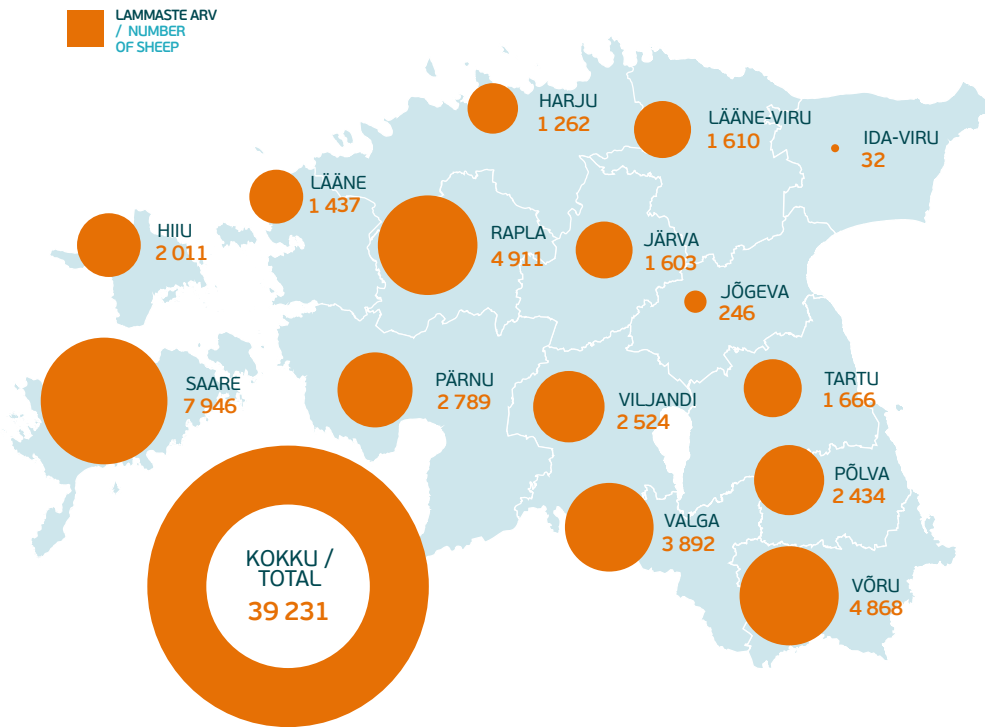 LAMMASTE ARV
/ NUMBER
OF SHEEP
HARJU
1 262
LÄÄNE-VIRU
1 610
IDA-VIRU
32
LÄÄNE
1 437
HIIU
2 011
RAPLA
4 911
JÄRVA
1 603
JÕGEVA
246
SAARE
7 946
PÄRNU
2 789
VILJANDI
2 524
TARTU
1 666
PÕLVA
2 434
VALGA
3 892
VÕRU
4 868
KOKKU /
TOTAL
39 231